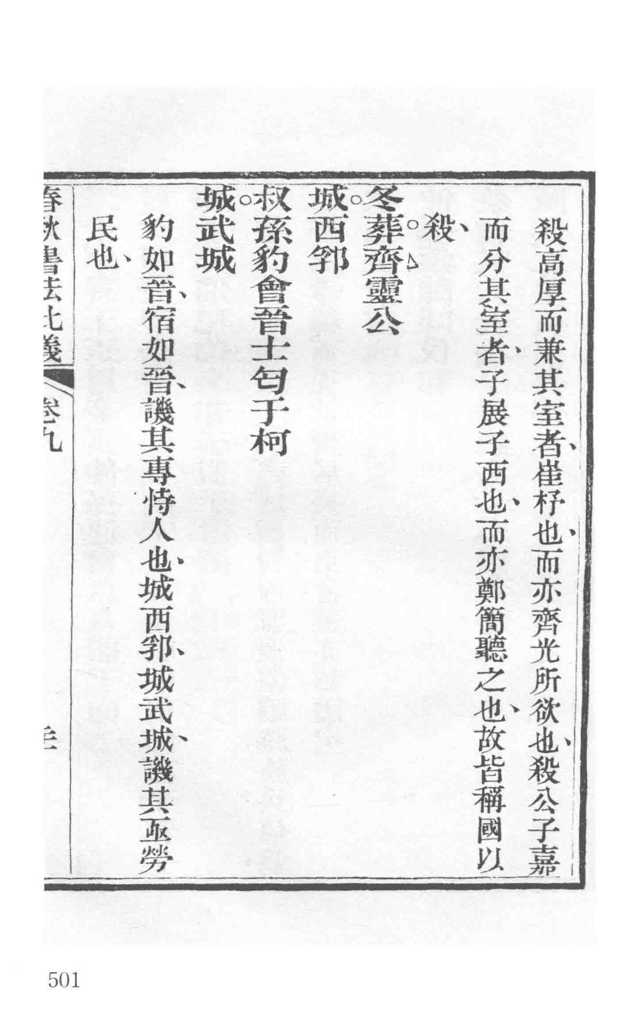 殺高厚而兼其室者、崔杼也、而亦齊光所欲也、殺公子嘉
而分其室者子展子西也、而亦鄭簡聽之也、故皆稱國以
殺、
冬葬齊靈公
城西郛
叔孫豹會晉士匄于柯
城武城
豹如晉、宿如晉、譏其專恃人也、城西郛、城武城、譏其亟勞
民也、
春秋書法比義
卷九
501